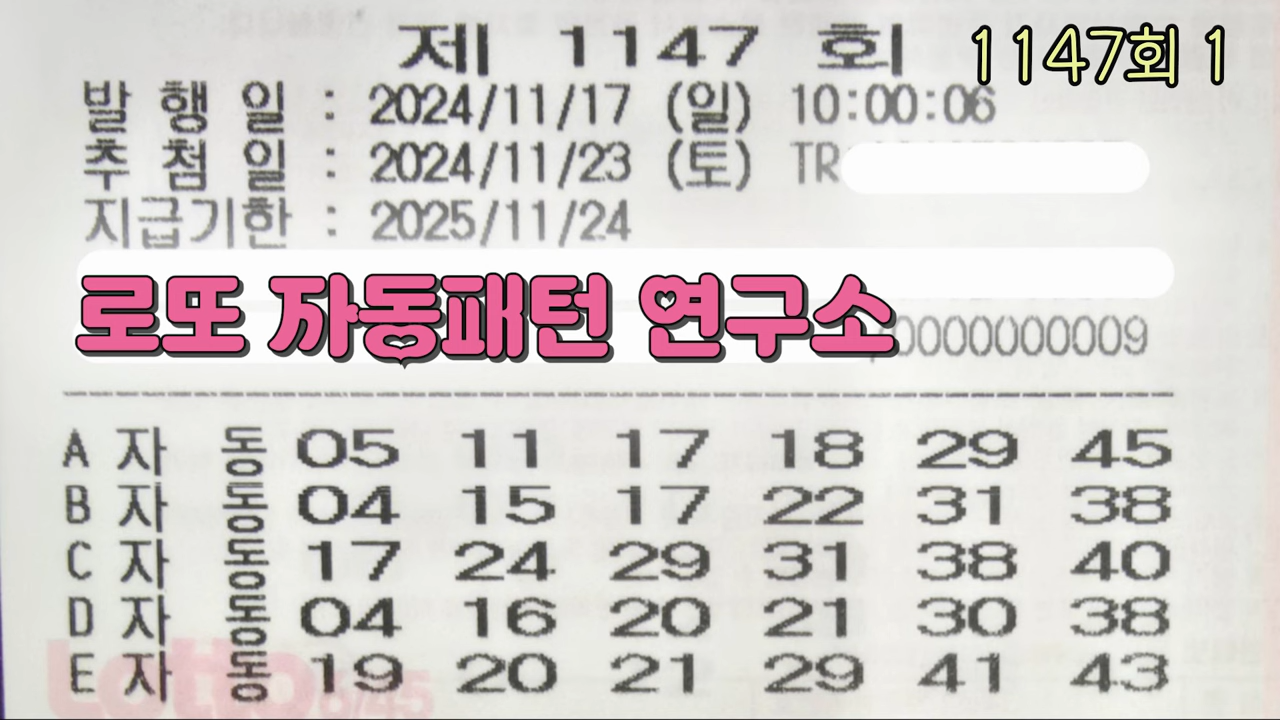 제 1147 회
1147회 1
발 행 일 : 2024/11/17 (일) 10:00:06
추 첨 일 : 2024/11/23 (토) TR
지급기한 : 2025/11/24
로또 자동패턴 연구소
0000000009
A 자 동 05 11 17 18 29 45
B 자 동 04 15 17 22 31 38
C 자 동 17 24 29 31 38 40
D 자 동 04 16 20 21 30 38
E 자 동 19 20 21 29 41 43
Lotto 6/45